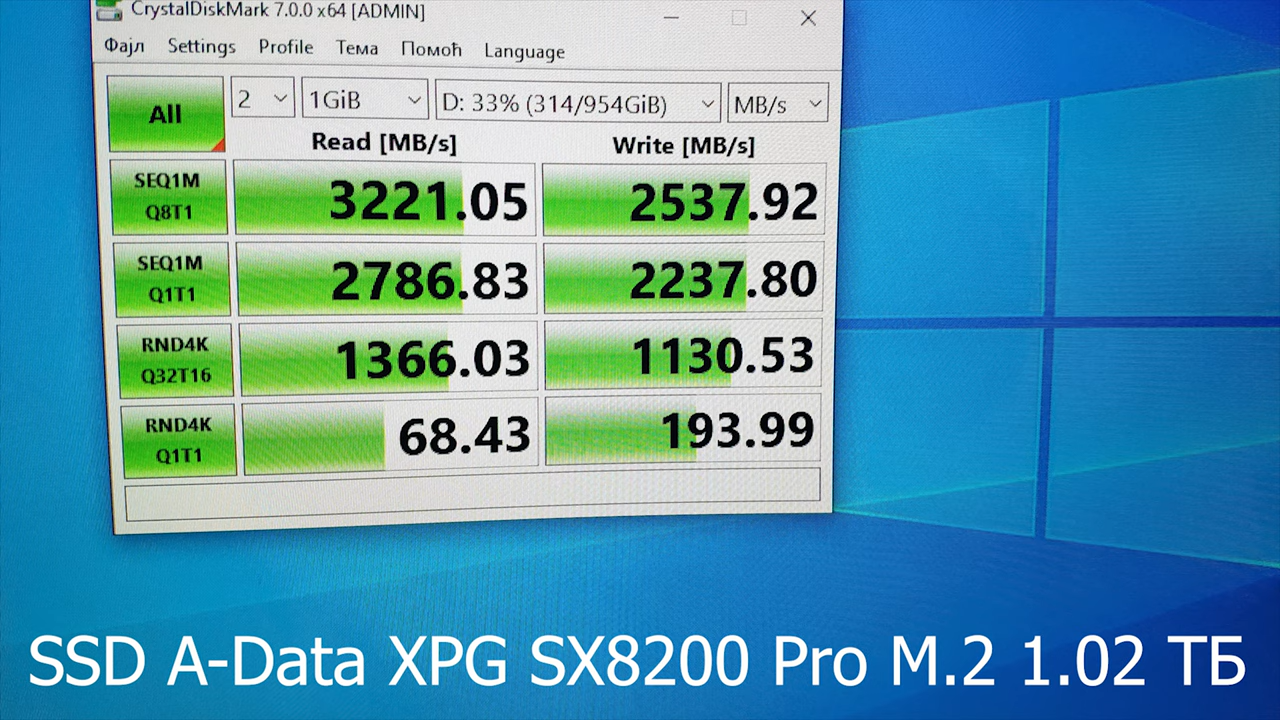 CrystalDiskMark 7.0.0 x64 [ADMIN]
Фајл Settings Profile Тема Помоћ Language
All 2 1GiB D: 33% (314/954GiB) MB/s
Read [MB/s] Write [MB/s]
SEQ1M
Q8T1
3221.05 2537.92
SEQ1M
Q1T1
2786.83 2237.80
RND4K
Q32T16
1366.03 1130.53
RND4K
Q1T1
68.43 193.99
SSD A-Data XPG SX8200 Pro M.2 1.02 ТБ